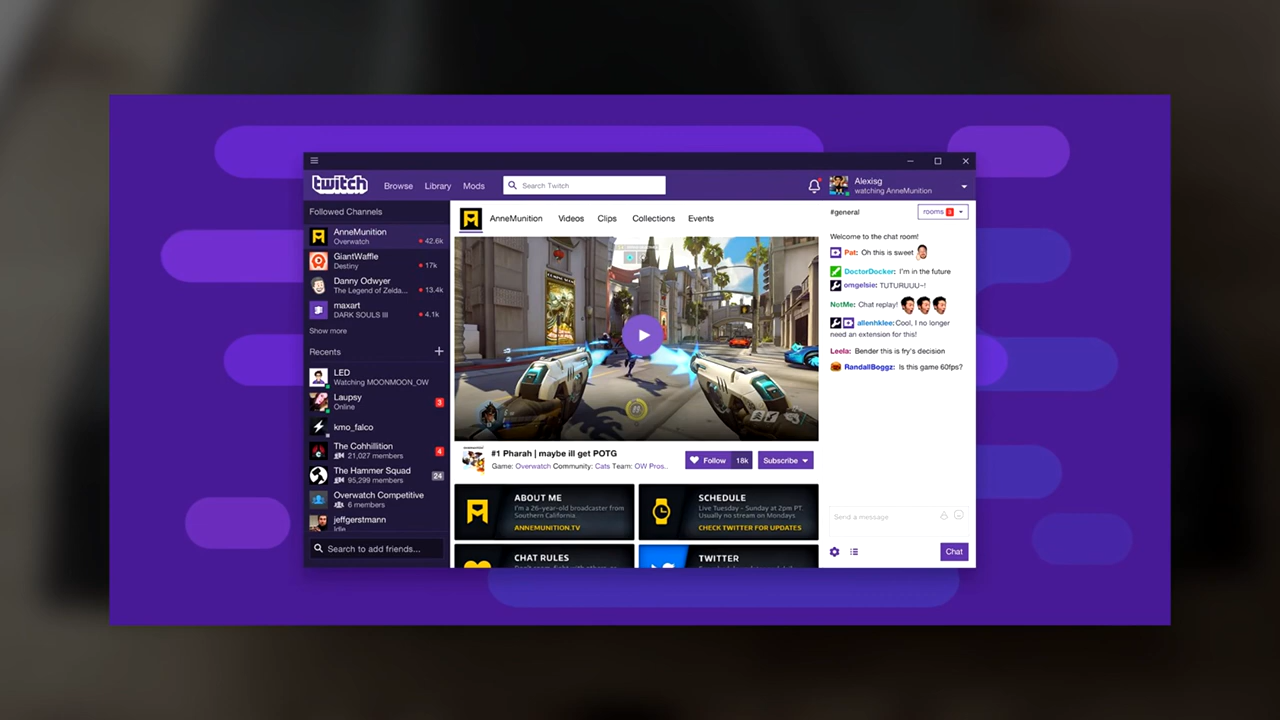 twitch
Browse
Library
Mods
Search Twitch
Alexisg
watching AnneMunition
Followed Channels
AnneMunition
Overwatch
42.6k
GiantWaffle
Destiny
17k
Danny Odwyer
The Legend of Zelda...
13.4k
maxart
DARK SOULS III
4.1k
Show more
Recents
LED
Watching MOONMOON_OW
Laupsy
Online
3
kmo_falco
The Cohhilition
21,027 members
4
The Hammer Squad
95,299 members
24
Overwatch Competitive
6 members
jeffgerstmann
Idle
Search to add friends...
AnneMunition
Videos
Clips
Collections
Events
#1 Pharah | maybe ill get POTG
Game: Overwatch Community: Cats Team: OW Pros..
Follow
18k
Subscribe
ABOUT ME
I'm a 26-year-old broadcaster from
Southern California.
ANNEMUNITION.TV
SCHEDULE
Live Tuesday - Sunday at 2pm PT.
Usually no stream on Mondays.
CHECK TWITTER FOR UPDATES
CHAT RULES
TWITTER
#general
rooms 3
Welcome to the chat room!
Pat: Oh this is sweet
DoctorDocker: I'm in the future
omgelsie: TUTURUUU~!
NotMe: Chat replay!
allenhklee: Cool, I no longer
need an extension for this!
Leela: Bender this is fry's decision
RandallBoggz: Is this game 60fps?
Send a message
Chat